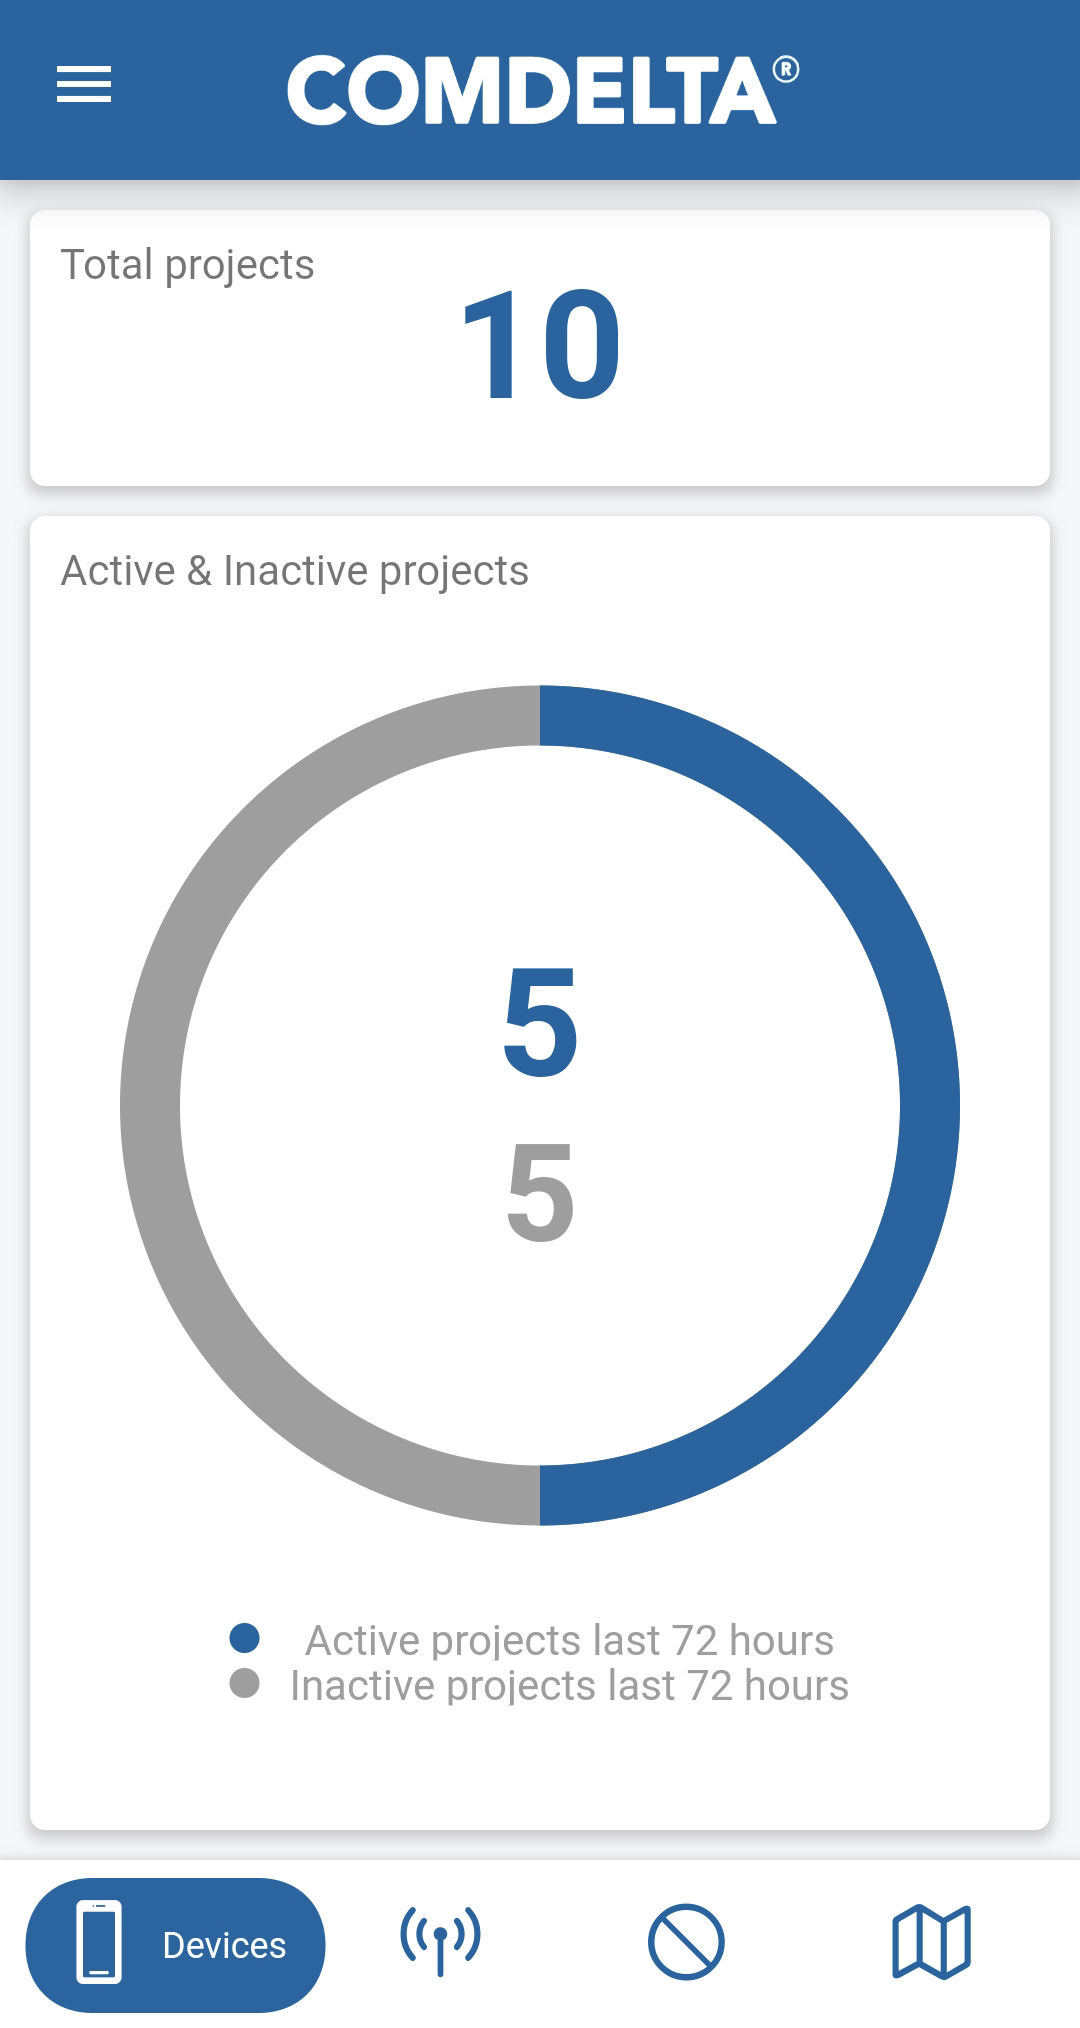 COMDELTA®
Total projects
10
Active & Inactive projects
5
5
Active projects last 72 hours
Inactive projects last 72 hours
Devices